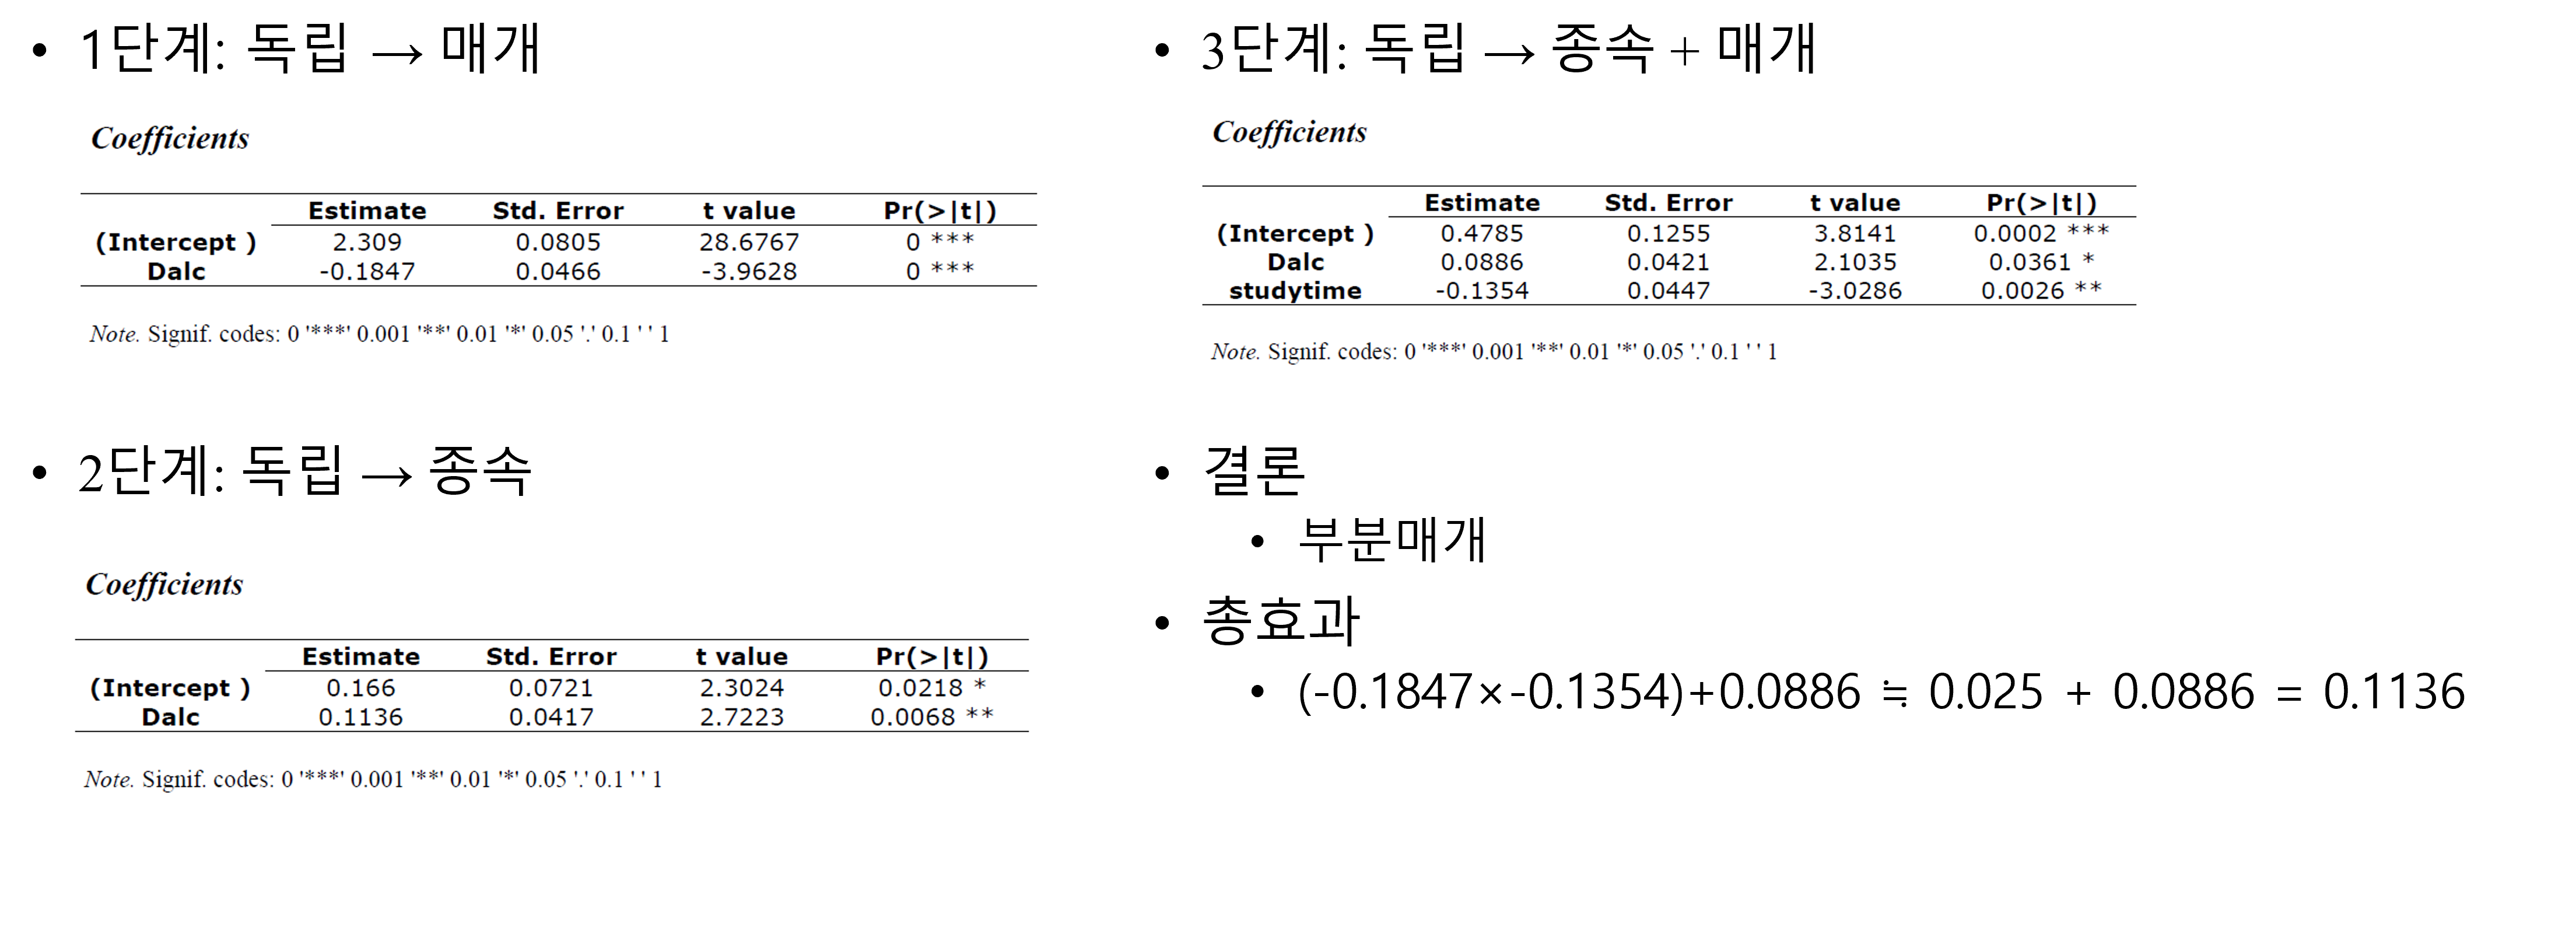 • 1단계: 독립 → 매개
Coefficients
Estimate Std. Error t value Pr(>|t|)
(Intercept ) 2.309 0.0805 28.6767 0 ***
Dalc -0.1847 0.0466 -3.9628 0 ***
Note. Signif. codes: 0 '***' 0.001 '**' 0.01 '*' 0.05 '.' 0.1 ' ' 1
• 2단계: 독립 → 종속
Coefficients
Estimate Std. Error t value Pr(>|t|)
(Intercept ) 0.166 0.0721 2.3024 0.0218 *
Dalc 0.1136 0.0417 2.7223 0.0068 **
Note. Signif. codes: 0 '***' 0.001 '**' 0.01 '*' 0.05 '.' 0.1 ' ' 1
• 3단계: 독립 → 종속 + 매개
Coefficients
Estimate Std. Error t value Pr(>|t|)
(Intercept ) 0.4785 0.1255 3.8141 0.0002 ***
Dalc 0.0886 0.0421 2.1035 0.0361 *
studytime -0.1354 0.0447 -3.0286 0.0026 **
Note. Signif. codes: 0 '***' 0.001 '**' 0.01 '*' 0.05 '.' 0.1 ' ' 1
• 결론
• 부분매개
• 총효과
• (-0.1847×-0.1354)+0.0886 ≒ 0.025 + 0.0886 = 0.1136